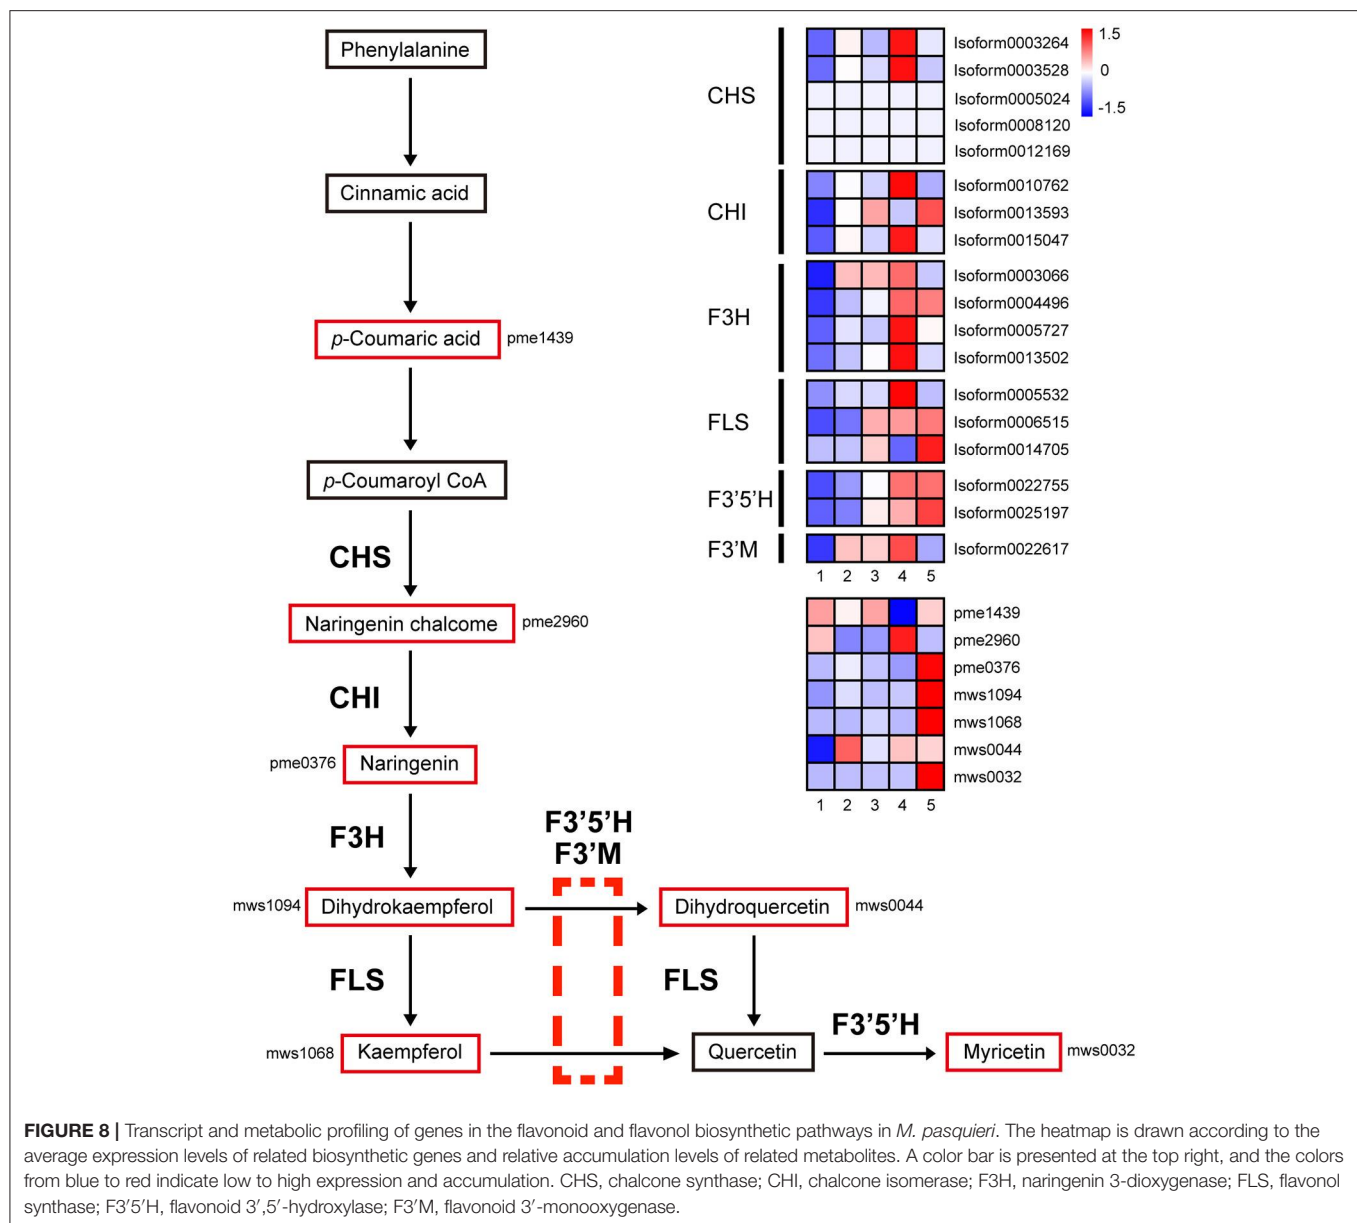 Phenylalanine
Cinnamic acid
p-Coumaric acid pme1439
p-Coumaroyl CoA
CHS
Naringenin chalcome pme2960
CHI
pme0376 Naringenin
F3H
F3'5'H
F3'M
mws1094 Dihydrokaempferol
Dihydroquercetin mws0044
FLS
FLS
F3'5'H
mws1068 Kaempferol
Quercetin
Myricetin mws0032
CHS
Isoform0003264
Isoform0003528
Isoform0005024
Isoform0008120
Isoform0012169
1.5
0
-1.5
CHI
Isoform0010762
Isoform0013593
Isoform0015047
F3H
Isoform0003066
Isoform0004496
Isoform0005727
Isoform0013502
FLS
Isoform0005532
Isoform0006515
Isoform0014705
F3'5'H
Isoform0022755
Isoform0025197
F3'M
Isoform0022617
1 2 3 4 5
pme1439
pme2960
pme0376
mws1094
mws1068
mws0044
mws0032
1 2 3 4 5
FIGURE 8 | Transcript and metabolic profiling of genes in the flavonoid and flavonol biosynthetic pathways in M. pasquieri. The heatmap is drawn according to the
average expression levels of related biosynthetic genes and relative accumulation levels of related metabolites. A color bar is presented at the top right, and the colors
from blue to red indicate low to high expression and accumulation. CHS, chalcone synthase; CHI, chalcone isomerase; F3H, naringenin 3-dioxygenase; FLS, flavonol
synthase; F3′5′H, flavonoid 3′,5′-hydroxylase; F3′M, flavonoid 3′-monooxygenase.